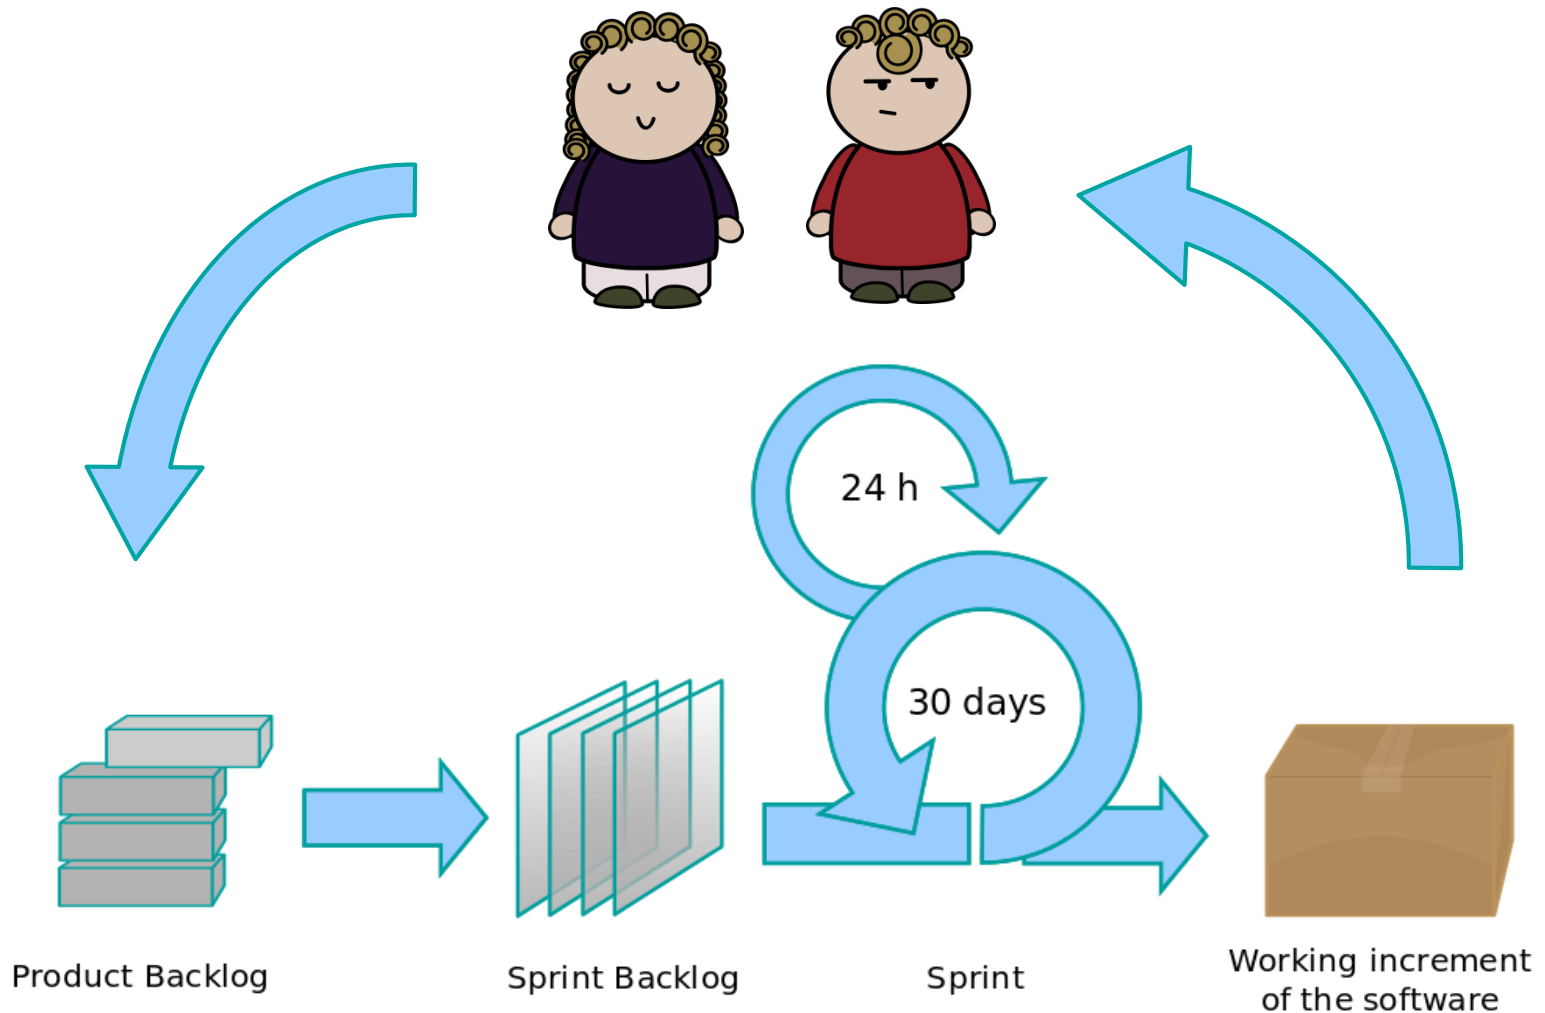 24 h
30 days
Product Backlog
Sprint Backlog
Sprint
Working increment
of the software